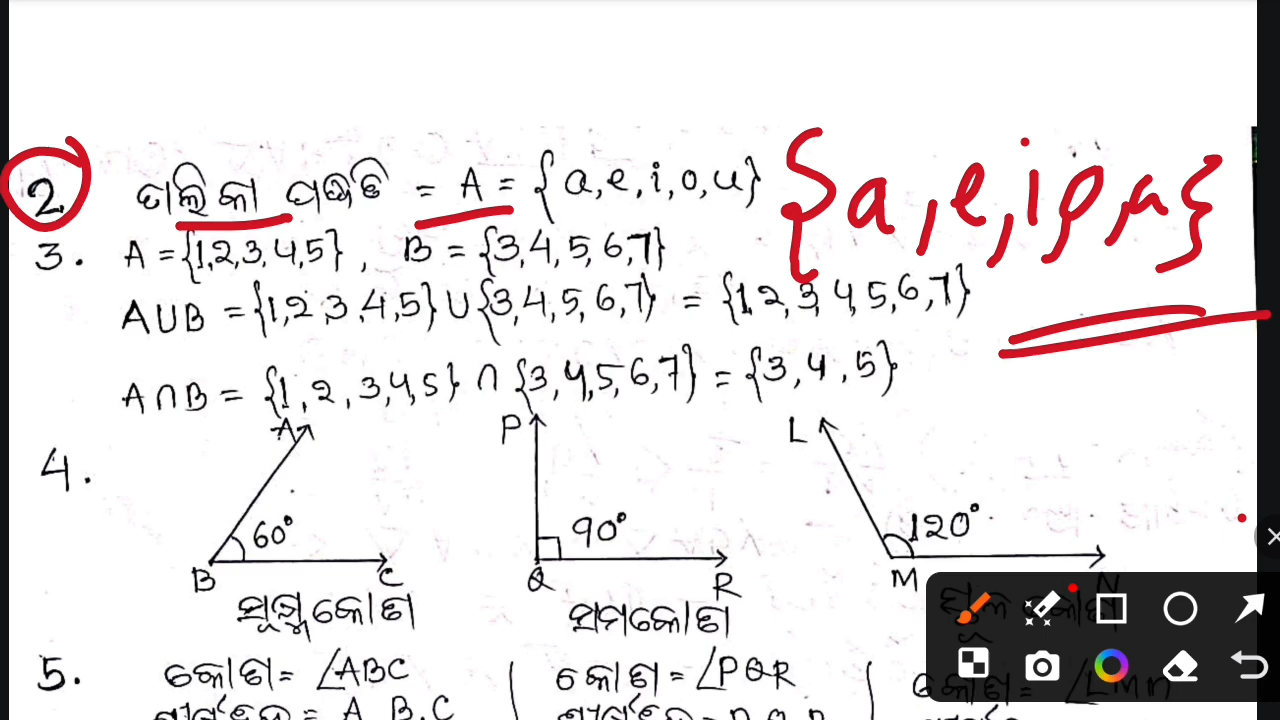 2 ତାଲିକା ପଦ୍ଧତି = A = {a,e,i,o,u} {a,e,i,o,u}
3. A = {1,2,3,4,5} , B = {3,4,5,6,7}
A∪B = {1,2,3,4,5} ∪ {3,4,5,6,7} = {1,2,3,4,5,6,7}
A∩B = {1,2,3,4,5} ∩ {3,4,5,6,7} = {3,4,5}
4.
A P L
60° 90° 120°
B C Q R M N
ସୂକ୍ଷ୍ମକୋଣ ସମକୋଣ
5. କୋଣ = ∠ABC କୋଣ = ∠PQR କୋଣ = ∠LMN
= A B,C